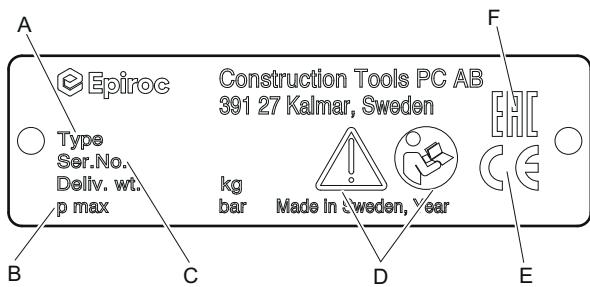 A
F
Epiroc
Construction Tools PC AB
391 27 Kalmar, Sweden
EAC
Type
Ser.No.
Deliv. wt. kg
p max bar Made in Sweden, Year
CE
B
C
D
E